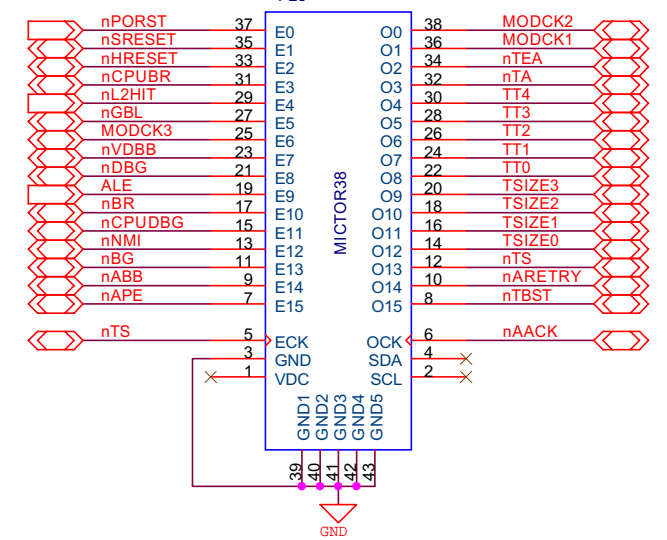 nPORST 37 E0 O0 38 MODCK2
nSRESET 35 E1 O1 36 MODCK1
nHRESET 33 E2 O2 34 nTEA
nCPUBR 31 E3 O3 32 nTA
nL2HIT 29 E4 O4 30 TT4
nGBL 27 E5 O5 28 TT3
MODCK3 25 E6 O6 26 TT2
nVDBB 23 E7 O7 24 TT1
nDBG 21 E8 O8 22 TT0
ALE 19 E9 O9 20 TSIZE3
nBR 17 E10 O10 18 TSIZE2
nCPUDBG 15 E11 O11 16 TSIZE1
nNMI 13 E12 O12 14 TSIZE0
nBG 11 E13 O13 12 nTS
nABB 9 E14 O14 10 nARETRY
nAPE 7 E15 O15 8 nTBST
MICTOR38
nTS 5 ECK OCK 6 nAACK
3 GND SDA 4
1 VDC SCL 2
GND1 GND2 GND3 GND4 GND5
39 40 41 42 43
GND